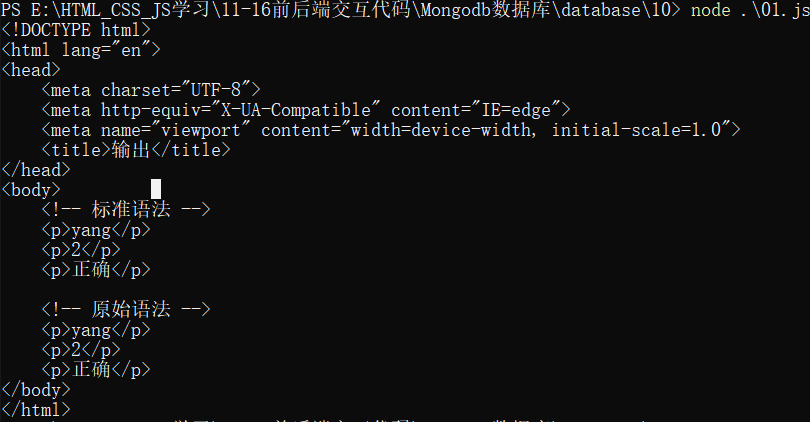 PS E:\HTML_CSS_JS学习\11-16前后端交互代码\Mongodb数据库\database\10> node .\01.js
<!DOCTYPE html>
<html lang="en">
<head>
    <meta charset="UTF-8">
    <meta http-equiv="X-UA-Compatible" content="IE=edge">
    <meta name="viewport" content="width=device-width, initial-scale=1.0">
    <title>输出</title>
</head>
<body>
    <!-- 标准语法 -->
    <p>yang</p>
    <p>2</p>
    <p>正确</p>

    <!-- 原始语法 -->
    <p>yang</p>
    <p>2</p>
    <p>正确</p>
</body>
</html>